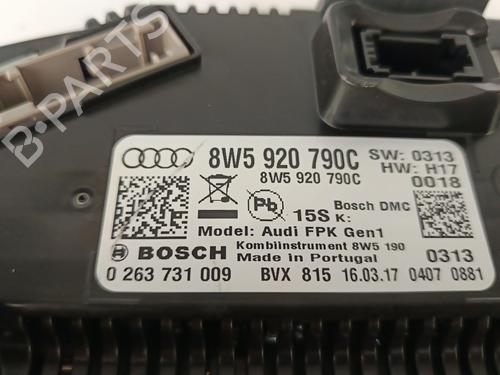 B-PARTS
8W5 920 790C SW: 0313
8W5 920 790C HW: H17
0018
Pb 15S K: Bosch DMC
Model: Audi FPK Gen1
BOSCH Kombiinstrument 8W5 190 0313
Made in Portugal
0 263 731 009 BVX 815 16.03.17 0407 0881